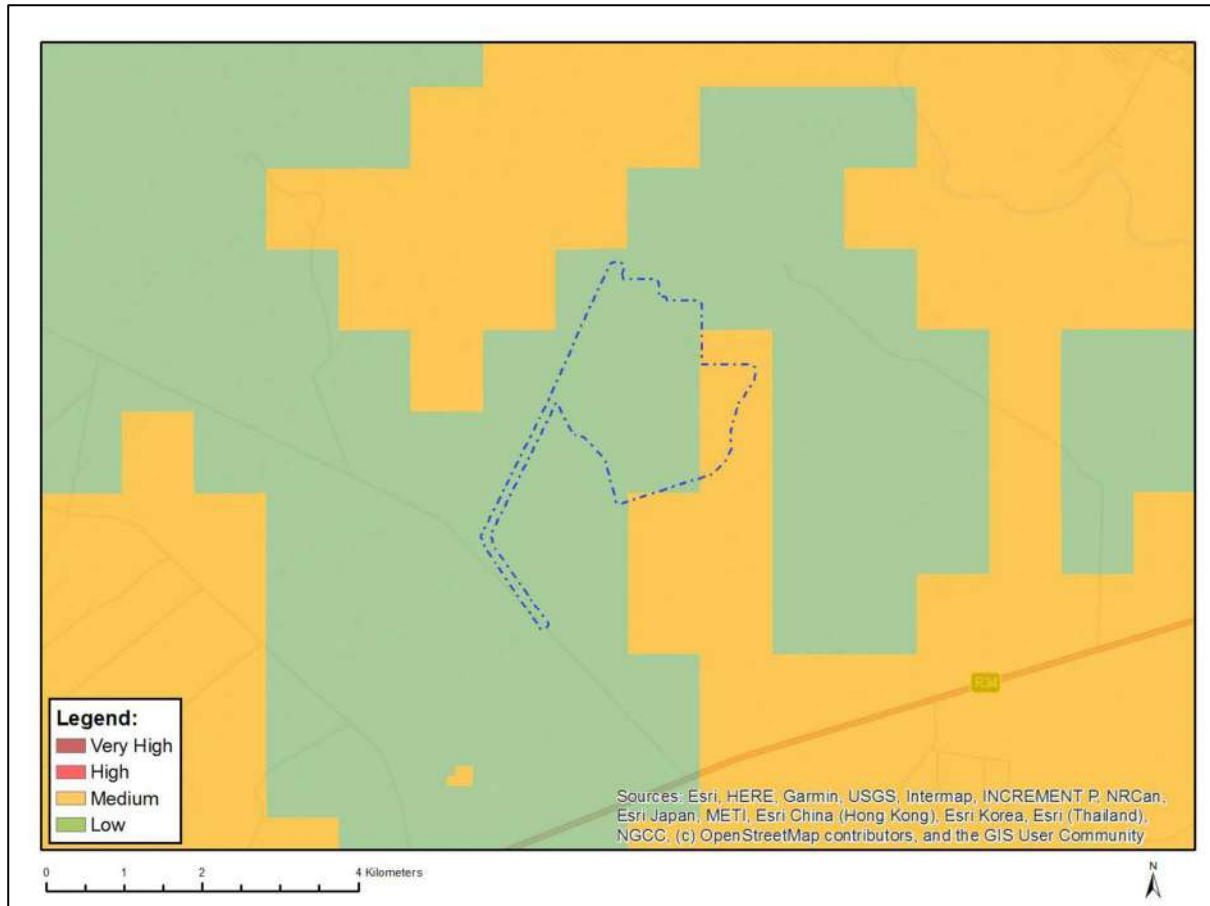 R34
Legend:
Very High
High
Medium
Low
Sources: Esri, HERE, Garmin, USGS, Intermap, INCREMENT P, NRCan,
Esri Japan, METI, Esri China (Hong Kong), Esri Korea, Esri (Thailand),
NGCC, (c) OpenStreetMap contributors, and the GIS User Community
0 1 2 4 Kilometers
N